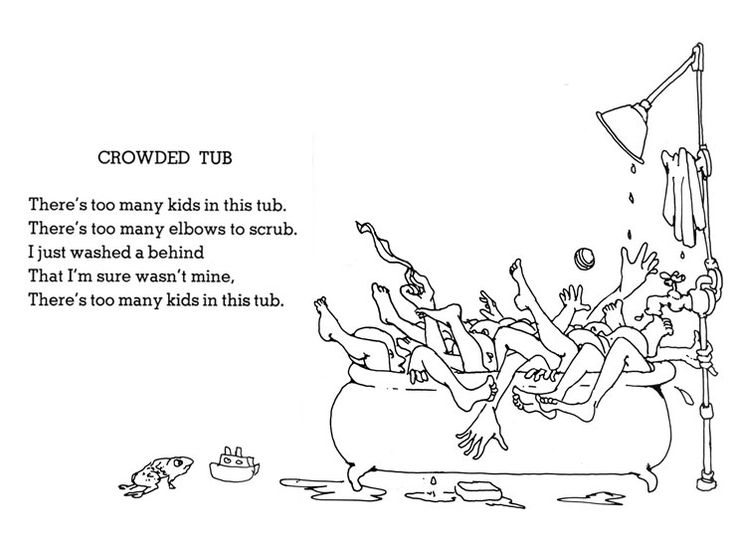 CROWDED TUB
There's too many kids in this tub.
There's too many elbows to scrub.
I just washed a behind
That I'm sure wasn't mine,
There's too many kids in this tub.